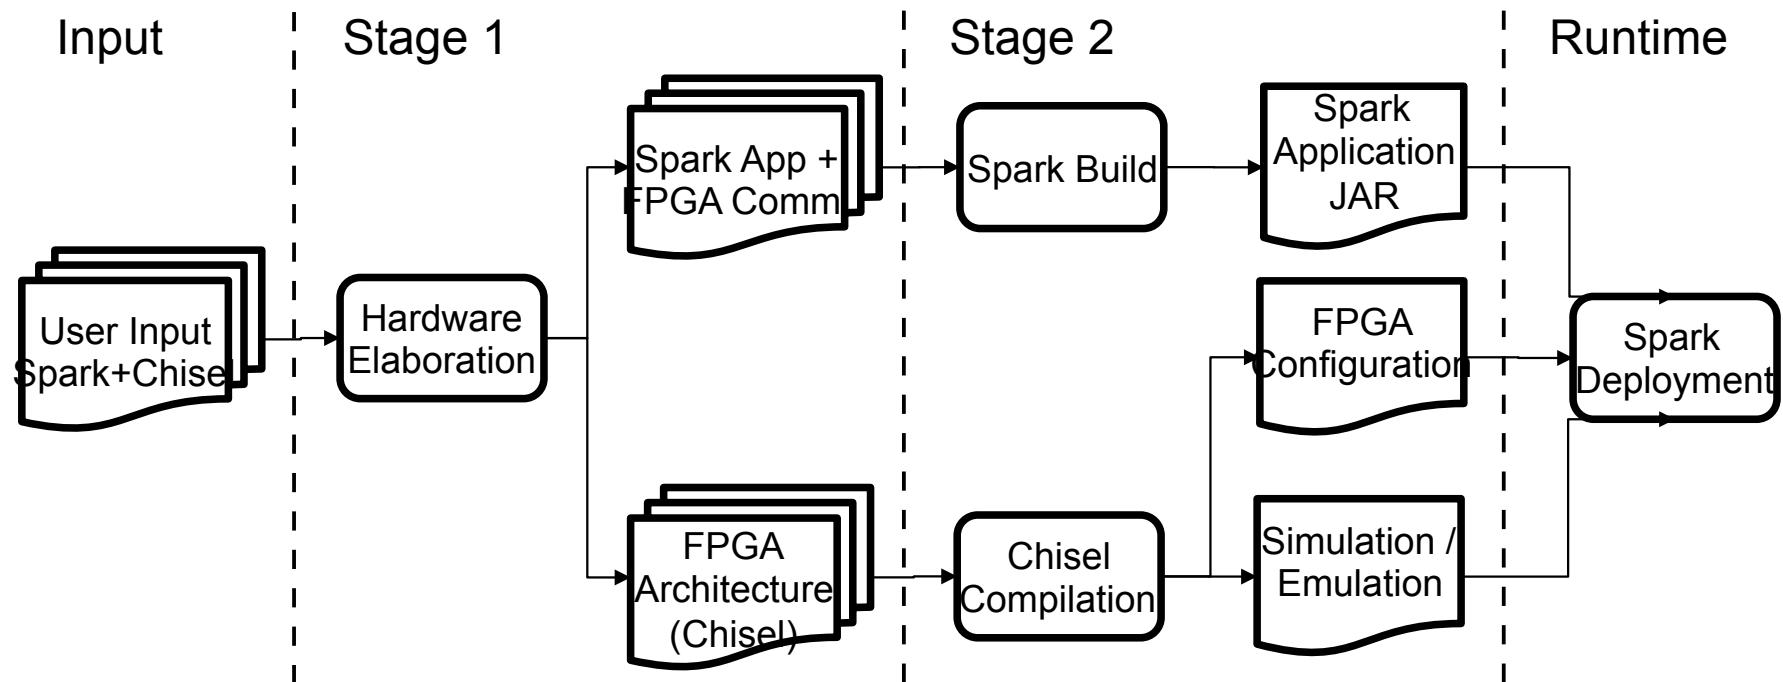 Input
Stage 1
Stage 2
Runtime
User Input
Spark+Chisel
Hardware
Elaboration
Spark App +
FPGA Comm.
FPGA
Architecture
(Chisel)
Spark Build
Chisel
Compilation
Spark
Application
JAR
FPGA
Configuration
Simulation /
Emulation
Spark
Deployment